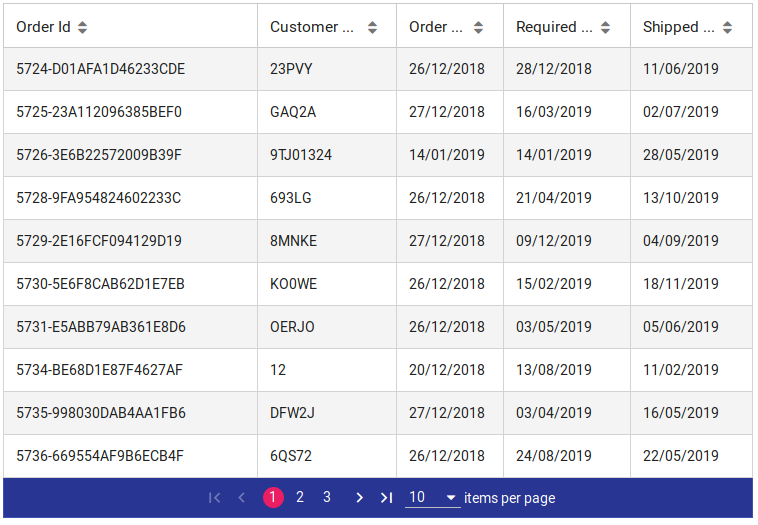 Order Id Customer ... Order ... Required ... Shipped ...
5724-D01AFA1D46233CDE 23PVY 26/12/2018 28/12/2018 11/06/2019
5725-23A112096385BEF0 GAQ2A 27/12/2018 16/03/2019 02/07/2019
5726-3E6B22572009B39F 9TJ01324 14/01/2019 14/01/2019 28/05/2019
5728-9FA954824602233C 693LG 26/12/2018 21/04/2019 13/10/2019
5729-2E16FCF094129D19 8MNKE 27/12/2018 09/12/2019 04/09/2019
5730-5E6F8CAB62D1E7EB KO0WE 26/12/2018 15/02/2019 18/11/2019
5731-E5ABB79AB361E8D6 OERJO 26/12/2018 03/05/2019 05/06/2019
5734-BE68D1E87F4627AF 12 20/12/2018 13/08/2019 11/02/2019
5735-998030DAB4AA1FB6 DFW2J 27/12/2018 03/04/2019 16/05/2019
5736-669554AF9B6ECB4F 6QS72 26/12/2018 24/08/2019 22/05/2019
1 2 3 10 items per page